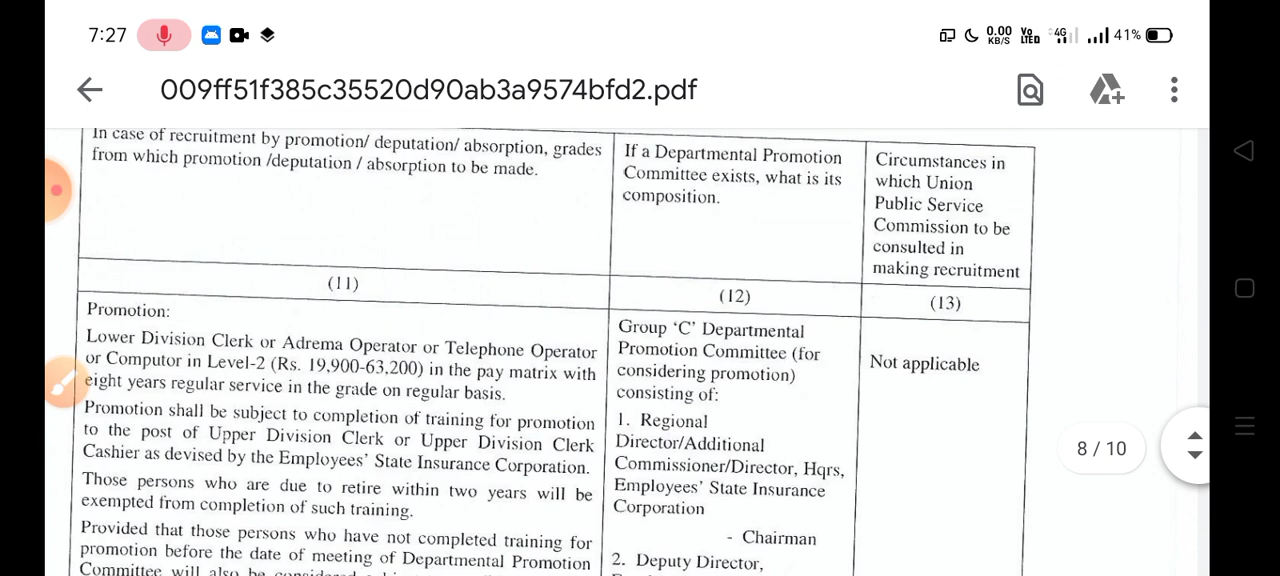 7:27
0.00 KB/S
Vo LTE
4G
41%
009ff51f385c35520d90ab3a9574bfd2.pdf
In case of recruitment by promotion/ deputation/ absorption, grades
from which promotion /deputation / absorption to be made.
If a Departmental Promotion
Committee exists, what is its
composition.
Circumstances in
which Union
Public Service
Commission to be
consulted in
making recruitment
(11)
(12)
(13)
Promotion:
Lower Division Clerk or Adrema Operator or Telephone Operator
or Computor in Level-2 (Rs. 19,900-63,200) in the pay matrix with
eight years regular service in the grade on regular basis.
Promotion shall be subject to completion of training for promotion
to the post of Upper Division Clerk or Upper Division Clerk
Cashier as devised by the Employees' State Insurance Corporation.
Those persons who are due to retire within two years will be
exempted from completion of such training.
Provided that those persons who have not completed training for
promotion before the date of meeting of Departmental Promotion
Committee will also be
Group 'C' Departmental
Promotion Committee (for
considering promotion)
consisting of:
1. Regional
Director/Additional
Commissioner/Director, Hqrs,
Employees' State Insurance
Corporation
- Chairman
2. Deputy Director,
Not applicable
8 / 10